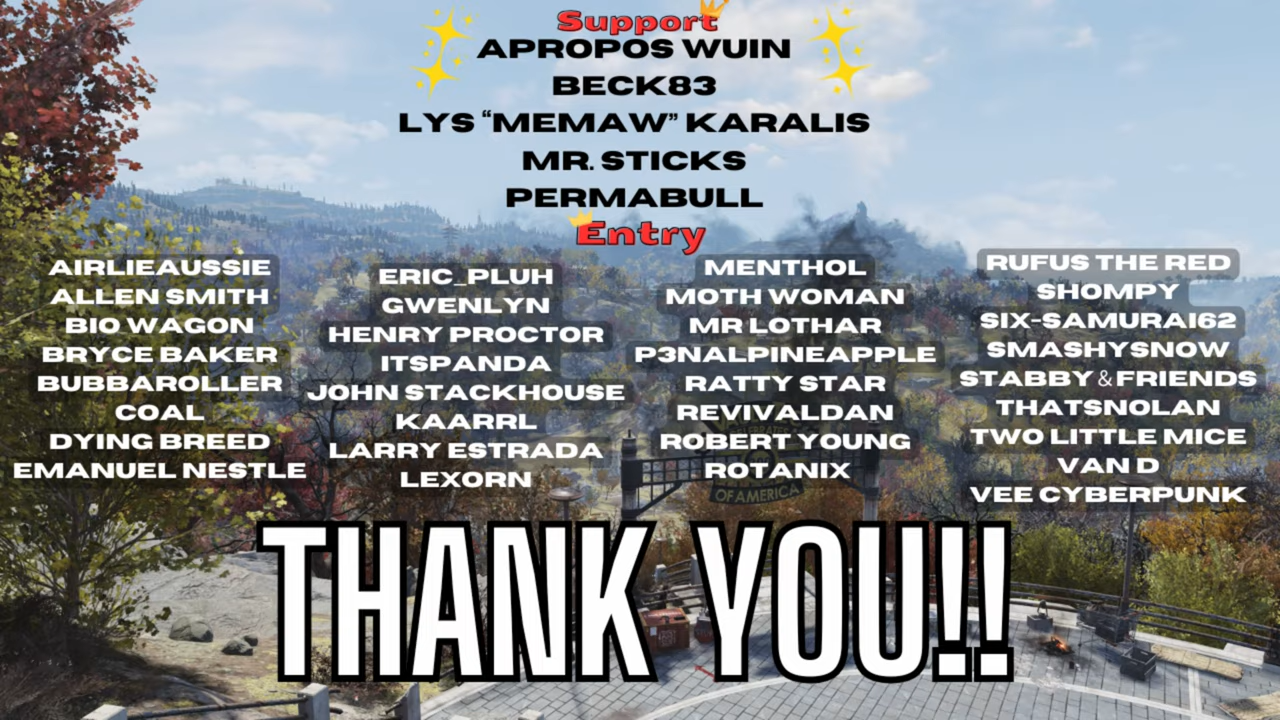 Support
APROPOS WUIN
BECK83
LYS “MEMAW” KARALIS
MR. STICKS
PERMABULL
Entry
AIRLIEAUSSIE
ALLEN SMITH
BIO WAGON
BRYCE BAKER
BUBBAROLLER
COAL
DYING BREED
EMANUEL NESTLE
ERIC_PLUH
GWENLYN
HENRY PROCTOR
ITSPANDA
JOHN STACKHOUSE
KAARRL
LARRY ESTRADA
LEXORN
MENTHOL
MOTH WOMAN
MR LOTHAR
P3NALPINEAPPLE
RATTY STAR
REVIVALDAN
ROBERT YOUNG
ROTANIX
RUFUS THE RED
SHOMPY
SIX-SAMURAI62
SMASHYSNOW
STABBY & FRIENDS
THATSNOLAN
TWO LITTLE MICE
VAN D
VEE CYBERPUNK
OF AMERICA
THANK YOU!!